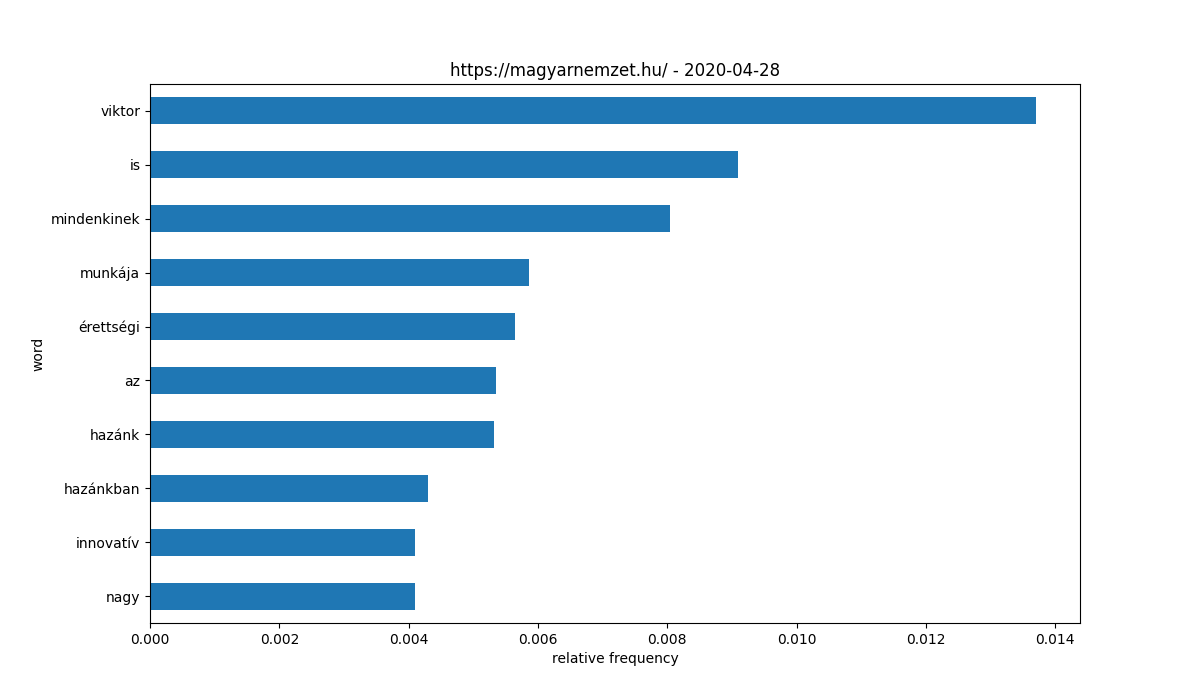 https://magyarnemzet.hu/ - 2020-04-28
viktor
is
mindenkinek
munkája
érettségi
az
hazánk
hazánkban
innovatív
nagy
word
0.000 0.002 0.004 0.006 0.008 0.010 0.012 0.014
relative frequency